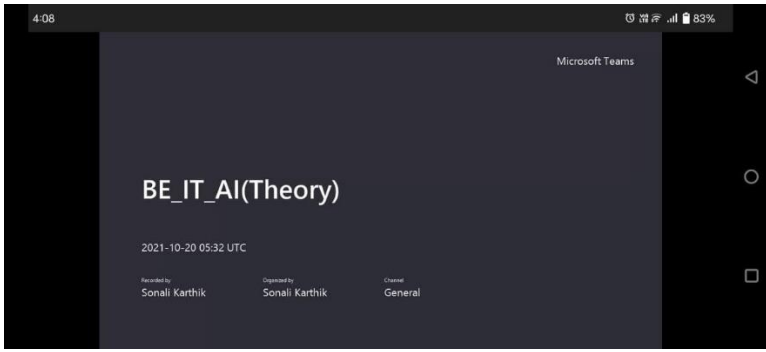 4:08 83%
Microsoft Teams
BE_IT_AI(Theory)
2021-10-20 05:32 UTC
Recorded by Organized by Channel
Sonali Karthik Sonali Karthik General